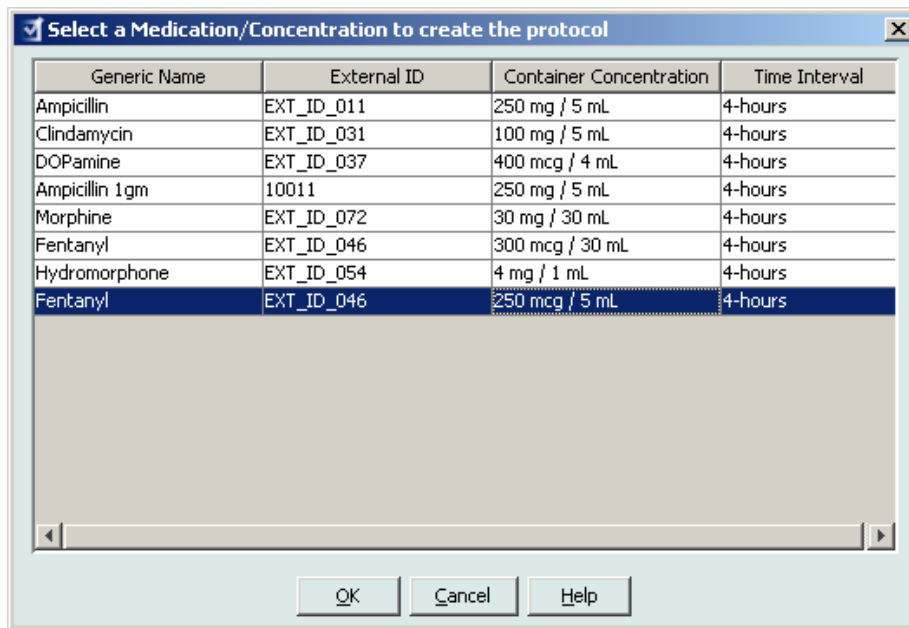 Select a Medication/Concentration to create the protocol
Generic Name External ID Container Concentration Time Interval
Ampicillin EXT_ID_011 250 mg / 5 mL 4-hours
Clindamycin EXT_ID_031 100 mg / 5 mL 4-hours
DOPamine EXT_ID_037 400 mcg / 4 mL 4-hours
Ampicillin 1gm 10011 250 mg / 5 mL 4-hours
Morphine EXT_ID_072 30 mg / 30 mL 4-hours
Fentanyl EXT_ID_046 300 mcg / 30 mL 4-hours
Hydromorphone EXT_ID_054 4 mg / 1 mL 4-hours
Fentanyl EXT_ID_046 250 mcg / 5 mL 4-hours
OK Cancel Help